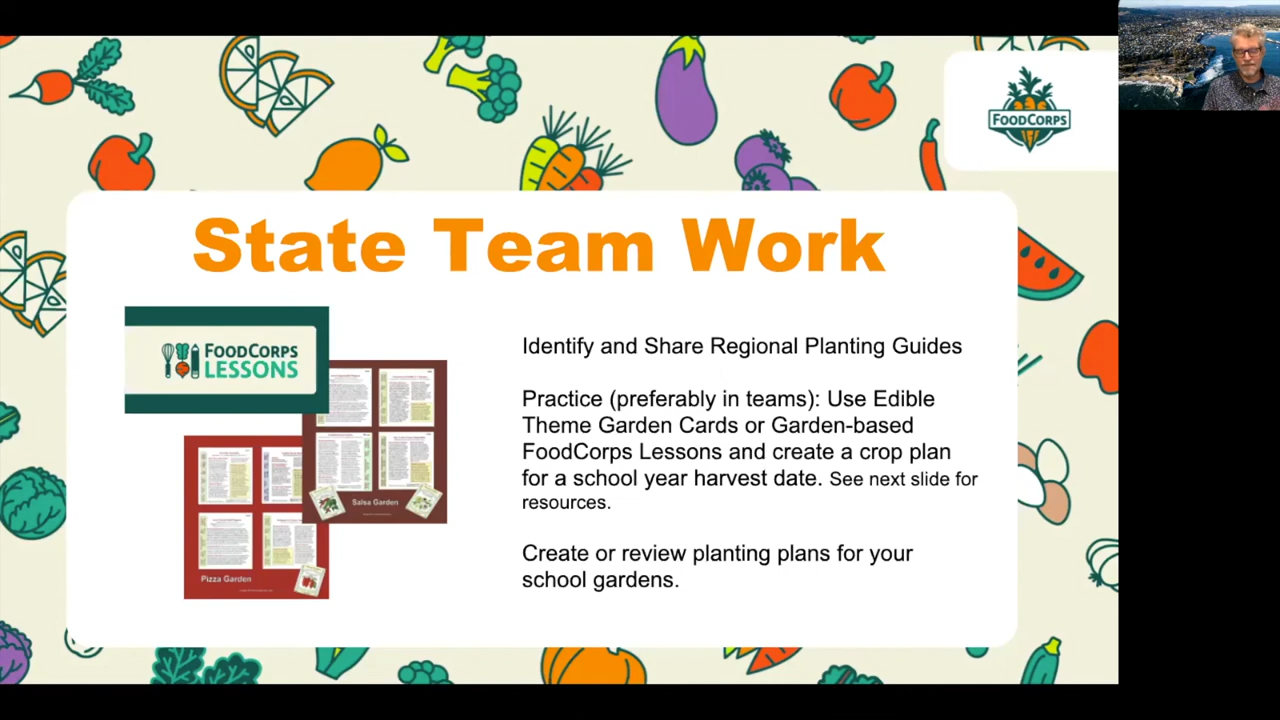 FOODCORPS
State Team Work
FOODCORPS
LESSONS
Identify and Share Regional Planting Guides
Practice (preferably in teams): Use Edible
Theme Garden Cards or Garden-based
FoodCorps Lessons and create a crop plan
for a school year harvest date. See next slide for
resources.
Create or review planting plans for your
school gardens.
Salsa Garden
Pizza Garden